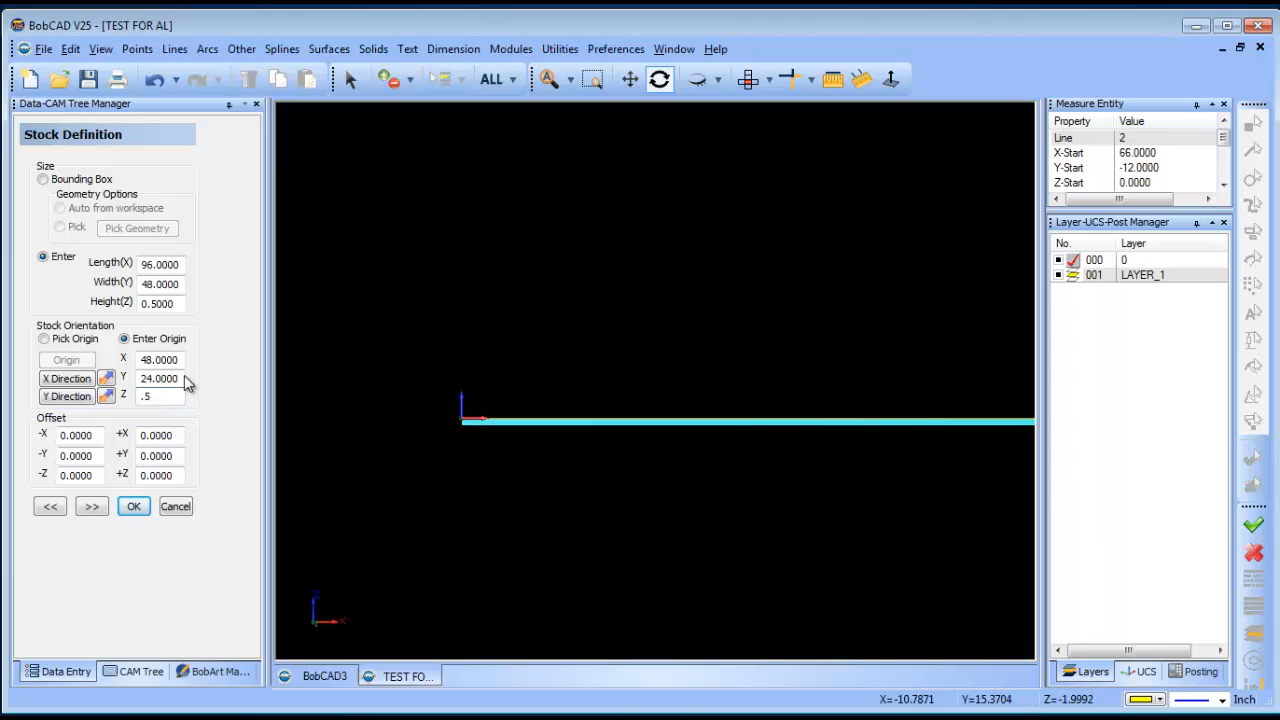 BobCAD V25 - [TEST FOR AL]
File Edit View Points Lines Arcs Other Splines Surfaces Solids Text Dimension Modules Utilities Preferences Window Help
ALL
Data-CAM Tree Manager
Stock Definition
Size
Bounding Box
Geometry Options
Auto from workspace
Pick Pick Geometry
Enter
Length(X) 96.0000
Width(Y) 48.0000
Height(Z) 0.5000
Stock Orientation
Pick Origin Enter Origin
Origin X 48.0000
X Direction Y 24.0000
Y Direction Z .5
Offset
-X 0.0000 +X 0.0000
-Y 0.0000 +Y 0.0000
-Z 0.0000 +Z 0.0000
<< >> OK Cancel
Data Entry CAM Tree BobArt Ma...
BobCAD3 TEST FO...
Measure Entity
Property Value
Line 2
X-Start 66.0000
Y-Start -12.0000
Z-Start 0.0000
Layer-UCS-Post Manager
No. Layer
000 0
001 LAYER_1
Layers UCS Posting
X=-10.7871 Y=15.3704 Z=-1.9992 Inch